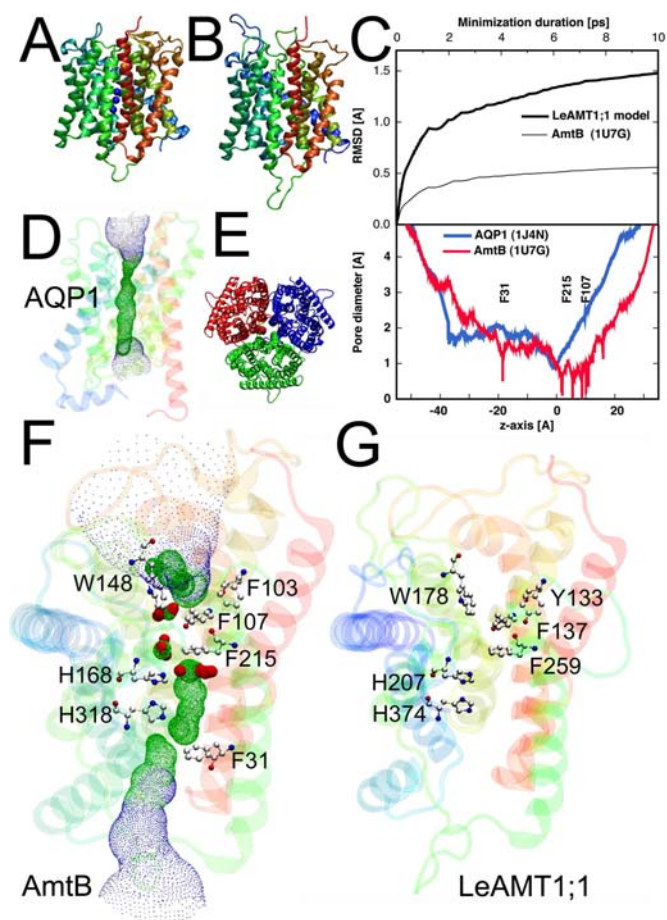 A
B
C
Minimization duration [ps]
0 2 4 6 8 10
1.5
1.0
0.5
0.0
RMSD [A]
LeAMT1;1 model
AmtB (1U7G)
D
AQP1
E
AQP1 (1J4N)
AmtB (1U7G)
F31
F215
F107
4
3
2
1
0
Pore diameter [A]
-40 -20 0 20
z-axis [A]
F
W148
F103
F107
F215
H168
H318
F31
AmtB
G
W178
Y133
F137
F259
H207
H374
LeAMT1;1